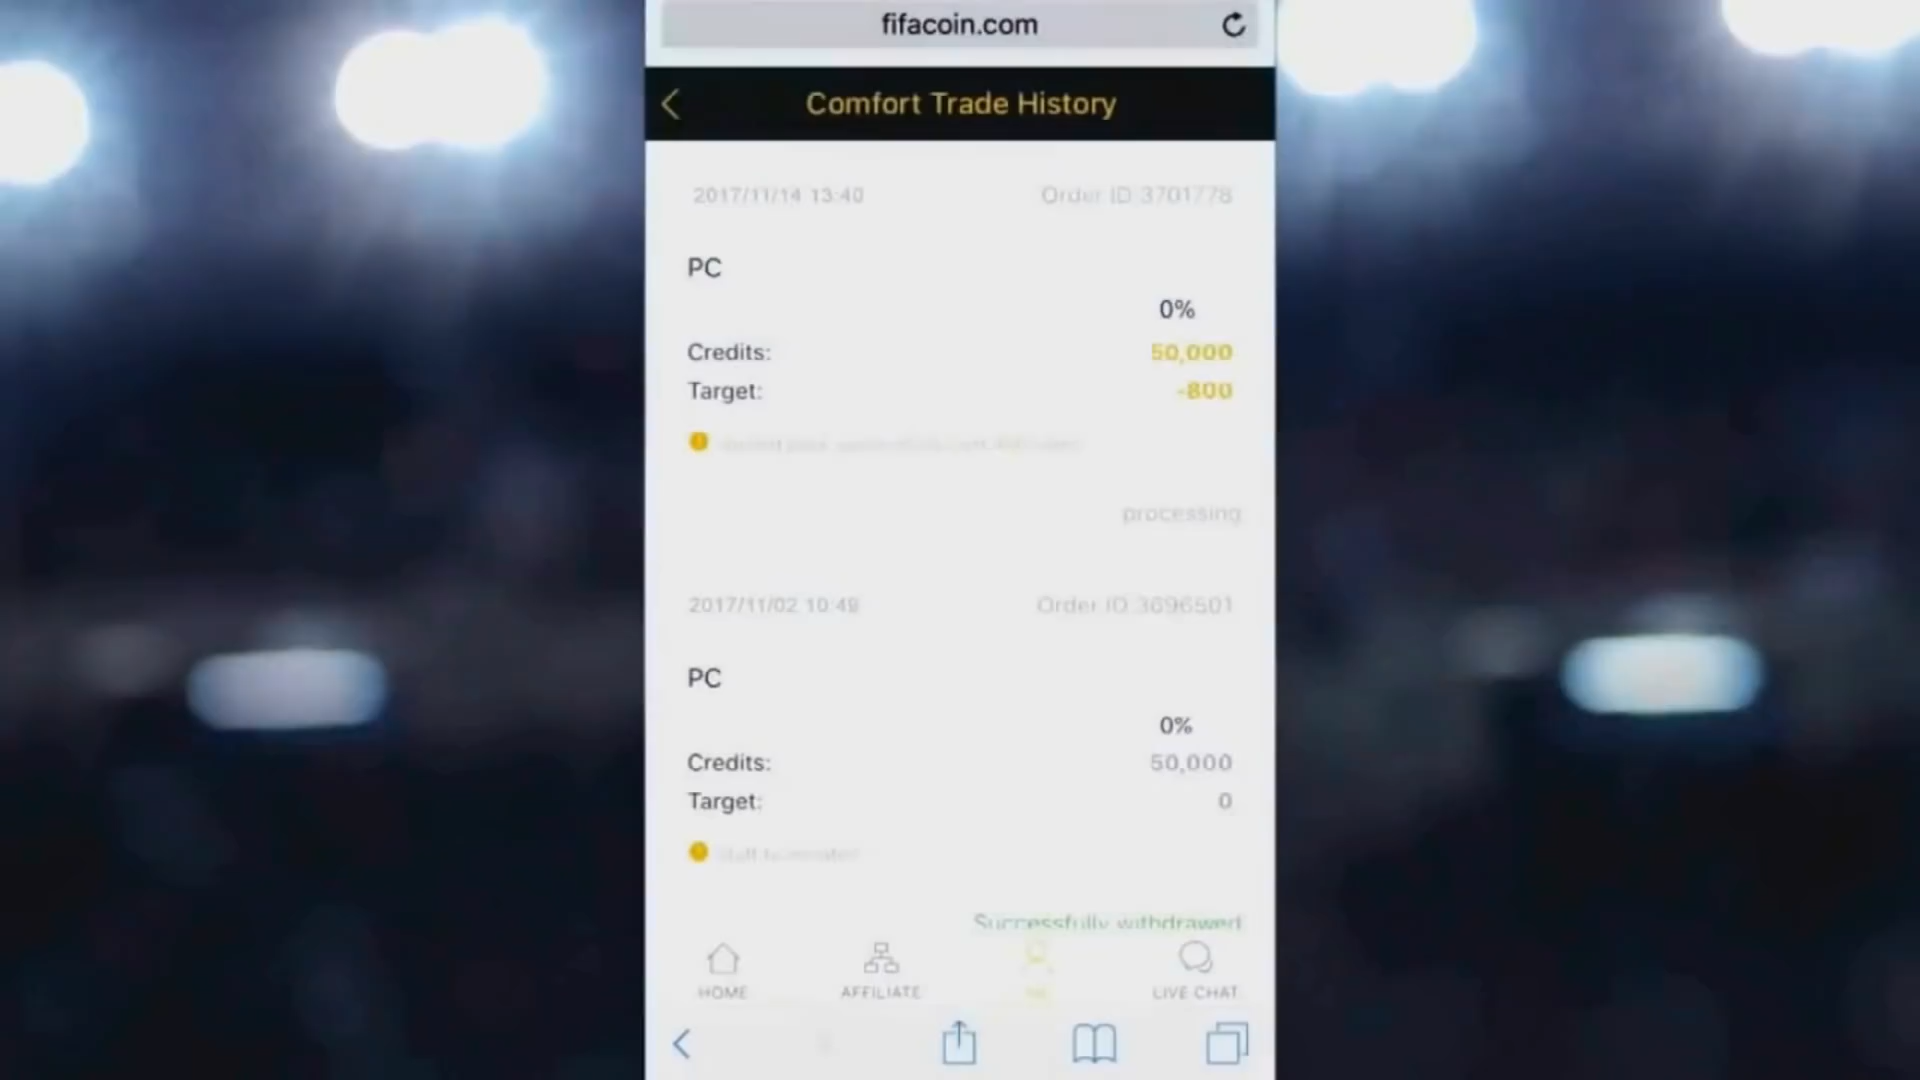 fifacoin.com
Comfort Trade History
2017/11/14 13:40 Order ID:3701778
PC
0%
Credits: 50,000
Target: -800
processing
2017/11/02 10:49 Order ID:3696501
PC
0%
Credits: 50,000
Target: 0
Successfully withdrawed
HOME AFFILIATE LIVE CHAT